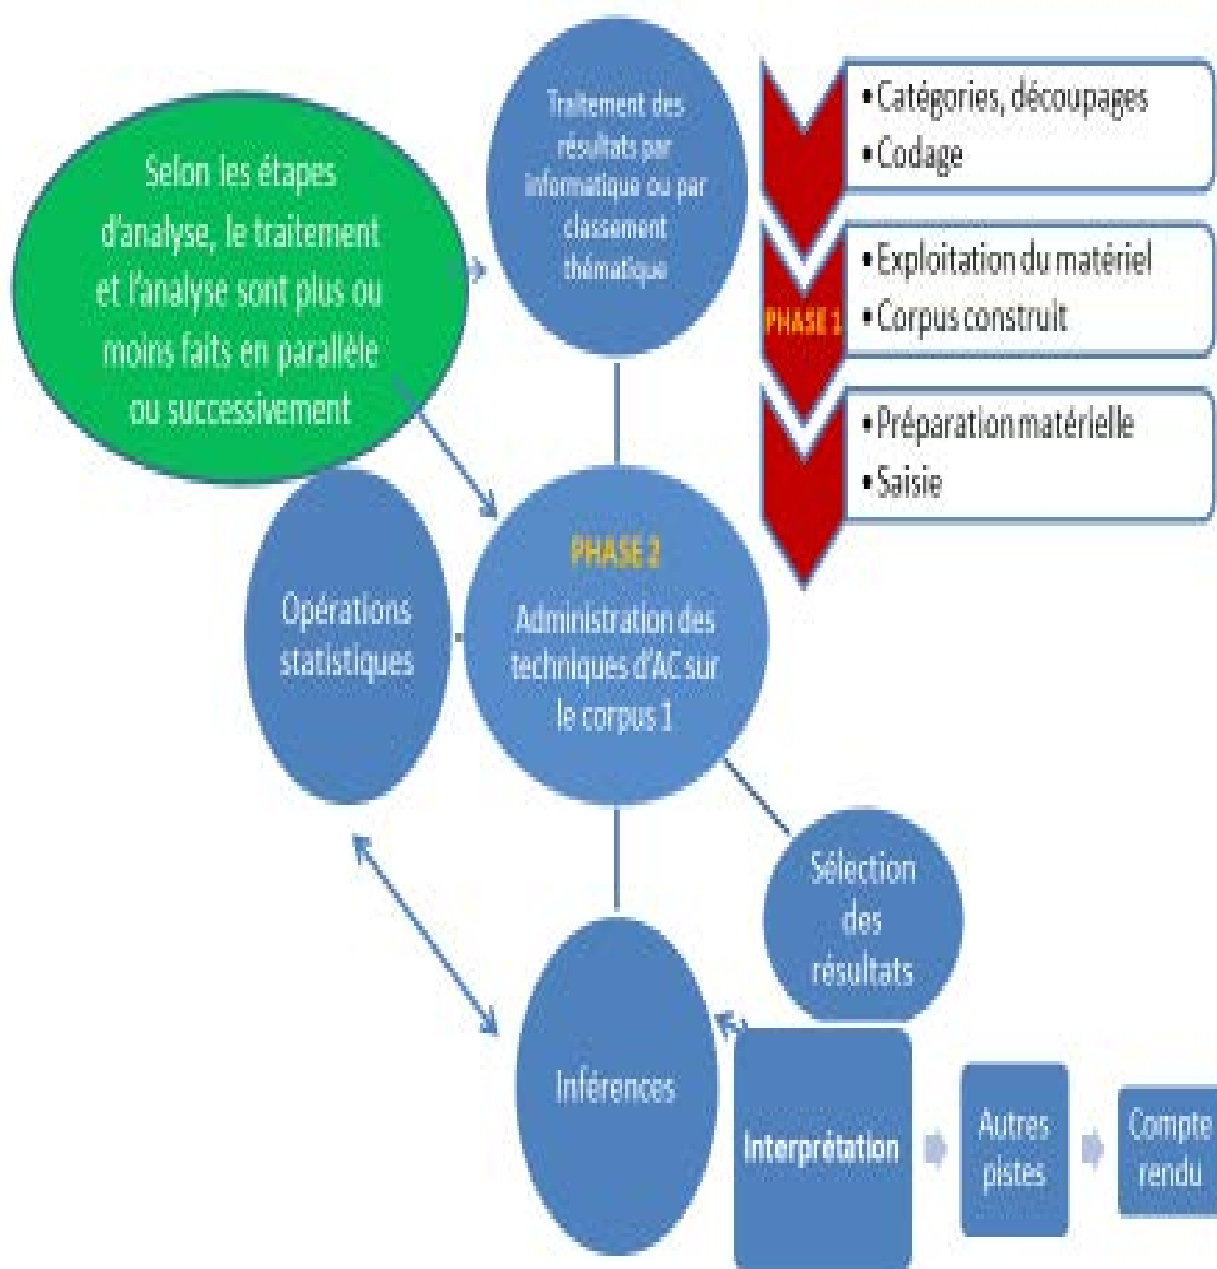 Traitement des
résultats par
informatique ou par
classement
thématique
Selon les étapes
d'analyse, le traitement
et l'analyse sont plus ou
moins faits en parallèle
ou successivement
•Catégories, découpages
•Codage
PHASE 1
•Exploitation du matériel
•Corpus construit
•Préparation matérielle
•Saisie
Opérations
statistiques
PHASE 2
Administration des
techniques d'AC sur
le corpus 1
Sélection
des
résultats
Inférences
Interprétation
Autres
pistes
Compte
rendu